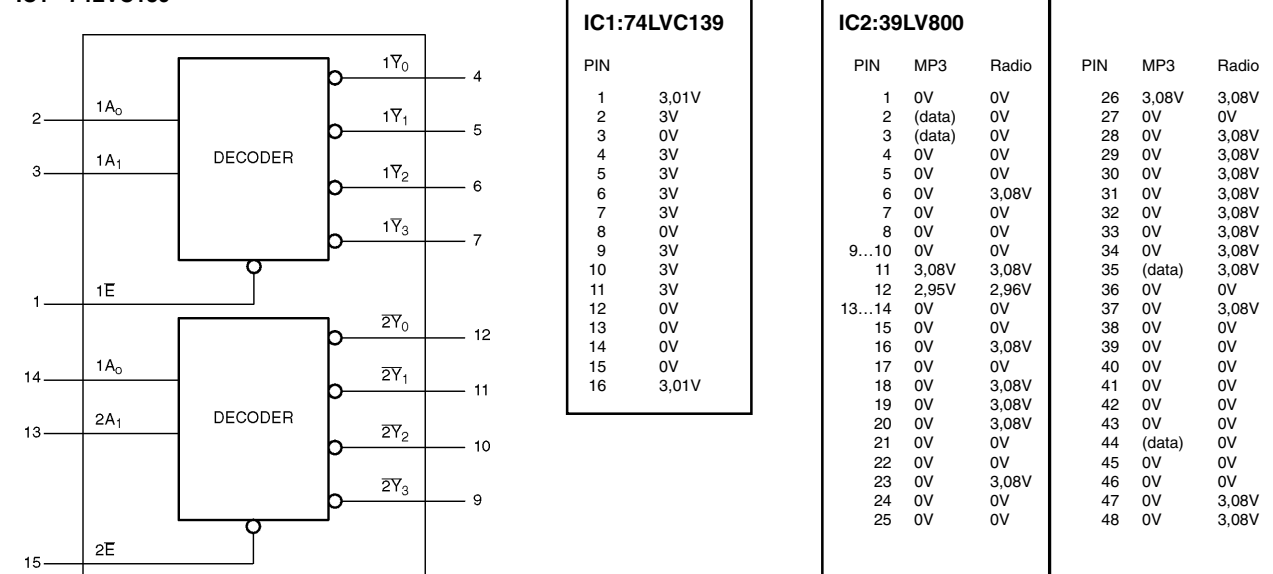 1Y̅0 4
2 1A0
1Y̅1 5
3 1A1
DECODER
1Y̅2 6
1Y̅3 7
1 1E̅
2Y̅0 12
14 1A0
2Y̅1 11
13 2A1
DECODER
2Y̅2 10
2Y̅3 9
15 2E̅
IC1:74LVC139
PIN
1 3,01V
2 3V
3 0V
4 3V
5 3V
6 3V
7 3V
8 0V
9 3V
10 3V
11 3V
12 0V
13 0V
14 0V
15 0V
16 3,01V
IC2:39LV800
PIN MP3 Radio
1 0V 0V
2 (data) 0V
3 (data) 0V
4 0V 0V
5 0V 0V
6 0V 3,08V
7 0V 0V
8 0V 0V
9...10 0V 0V
11 3,08V 3,08V
12 2,95V 2,96V
13...14 0V 0V
15 0V 0V
16 0V 3,08V
17 0V 0V
18 0V 3,08V
19 0V 3,08V
20 0V 3,08V
21 0V 0V
22 0V 0V
23 0V 3,08V
24 0V 0V
25 0V 0V
PIN MP3 Radio
26 3,08V 3,08V
27 0V 0V
28 0V 3,08V
29 0V 3,08V
30 0V 3,08V
31 0V 3,08V
32 0V 3,08V
33 0V 3,08V
34 0V 3,08V
35 (data) 3,08V
36 0V 0V
37 0V 3,08V
38 0V 0V
39 0V 0V
40 0V 0V
41 0V 0V
42 0V 0V
43 0V 0V
44 (data) 0V
45 0V 0V
46 0V 0V
47 0V 3,08V
48 0V 3,08V